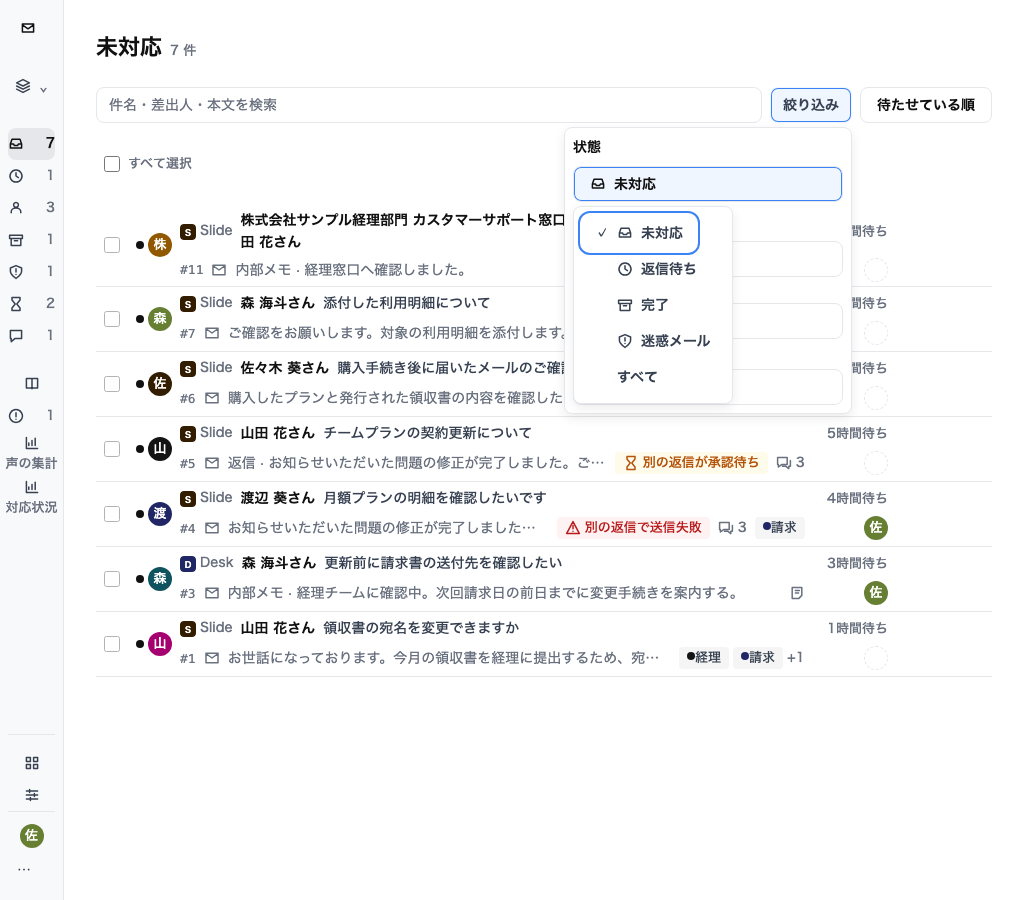 未対応 7 件
件名・差出人・本文を検索
絞り込み
待たせている順
7
1
3
1
1
2
1
1
声の集計
対応状況
佐
…
すべて選択
状態
未対応
✓ 未対応
返信待ち
完了
迷惑メール
すべて
株
S Slide 株式会社サンプル経理部門 カスタマーサポート窓口
田 花さん
間待ち
#11 内部メモ · 経理窓口へ確認しました。
森
S Slide 森 海斗さん 添付した利用明細について
間待ち
#7 ご確認をお願いします。対象の利用明細を添付します。
佐
S Slide 佐々木 葵さん 購入手続き後に届いたメールのご確
間待ち
#6 購入したプランと発行された領収書の内容を確認した
山
S Slide 山田 花さん チームプランの契約更新について
5時間待ち
#5 返信 · お知らせいただいた問題の修正が完了しました。ご… 別の返信が承認待ち 3
渡
S Slide 渡辺 葵さん 月額プランの明細を確認したいです
4時間待ち
#4 お知らせいただいた問題の修正が完了しました… 別の返信で送信失敗 3 請求 佐
森
D Desk 森 海斗さん 更新前に請求書の送付先を確認したい
3時間待ち
#3 内部メモ · 経理チームに確認中。次回請求日の前日までに変更手続きを案内する。 佐
山
S Slide 山田 花さん 領収書の宛名を変更できますか
1時間待ち
#1 お世話になっております。今月の領収書を経理に提出するため、宛… 経理 請求 +1